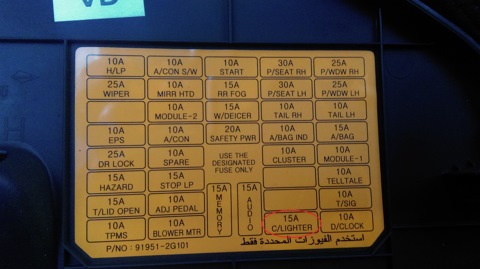 VD
10A 10A 10A 30A 25A
H/LP A/CON S/W START P/SEAT RH P/WDW RH
25A 10A 15A 30A 25A
WIPER MIRR HTD RR FOG P/SEAT LH P/WDW LH
10A 15A 10A 10A
MODULE-2 W/DEICER TAIL RH TAIL LH
10A 10A 20A 10A 15A
EPS A/CON SAFETY PWR A/BAG IND A/BAG
25A 10A USE THE DESIGNATED FUSE ONLY 10A 10A
DR LOCK SPARE CLUSTER MODULE-1
15A 15A 15A MEMORY 15A AUDIO 10A
HAZARD STOP LP TELLTALE
15A 10A 10A
T/LID OPEN ADJ PEDAL T/SIG
10A 10A 15A 10A
TPMS BLOWER MTR C/LIGHTER D/CLOCK
P/NO : 91951-2G101 استخدم الفيوزات المحددة فقط